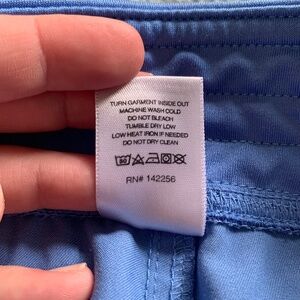 TURN GARMENT INSIDE OUT
MACHINE WASH COLD
DO NOT BLEACH
TUMBLE DRY LOW
LOW HEAT IRON IF NEEDED
DO NOT DRY CLEAN
RN# 142256